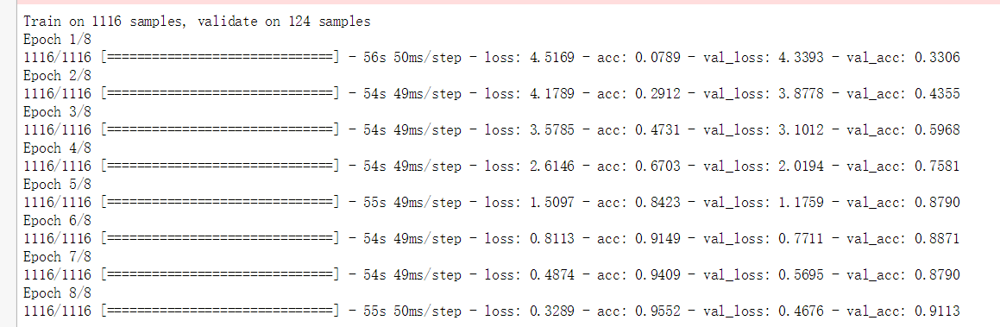 Train on 1116 samples, validate on 124 samples
Epoch 1/8
1116/1116 [==============================] - 56s 50ms/step - loss: 4.5169 - acc: 0.0789 - val_loss: 4.3393 - val_acc: 0.3306
Epoch 2/8
1116/1116 [==============================] - 54s 49ms/step - loss: 4.1789 - acc: 0.2912 - val_loss: 3.8778 - val_acc: 0.4355
Epoch 3/8
1116/1116 [==============================] - 54s 49ms/step - loss: 3.5785 - acc: 0.4731 - val_loss: 3.1012 - val_acc: 0.5968
Epoch 4/8
1116/1116 [==============================] - 54s 49ms/step - loss: 2.6146 - acc: 0.6703 - val_loss: 2.0194 - val_acc: 0.7581
Epoch 5/8
1116/1116 [==============================] - 55s 49ms/step - loss: 1.5097 - acc: 0.8423 - val_loss: 1.1759 - val_acc: 0.8790
Epoch 6/8
1116/1116 [==============================] - 54s 49ms/step - loss: 0.8113 - acc: 0.9149 - val_loss: 0.7711 - val_acc: 0.8871
Epoch 7/8
1116/1116 [==============================] - 54s 49ms/step - loss: 0.4874 - acc: 0.9409 - val_loss: 0.5695 - val_acc: 0.8790
Epoch 8/8
1116/1116 [==============================] - 55s 50ms/step - loss: 0.3289 - acc: 0.9552 - val_loss: 0.4676 - val_acc: 0.9113